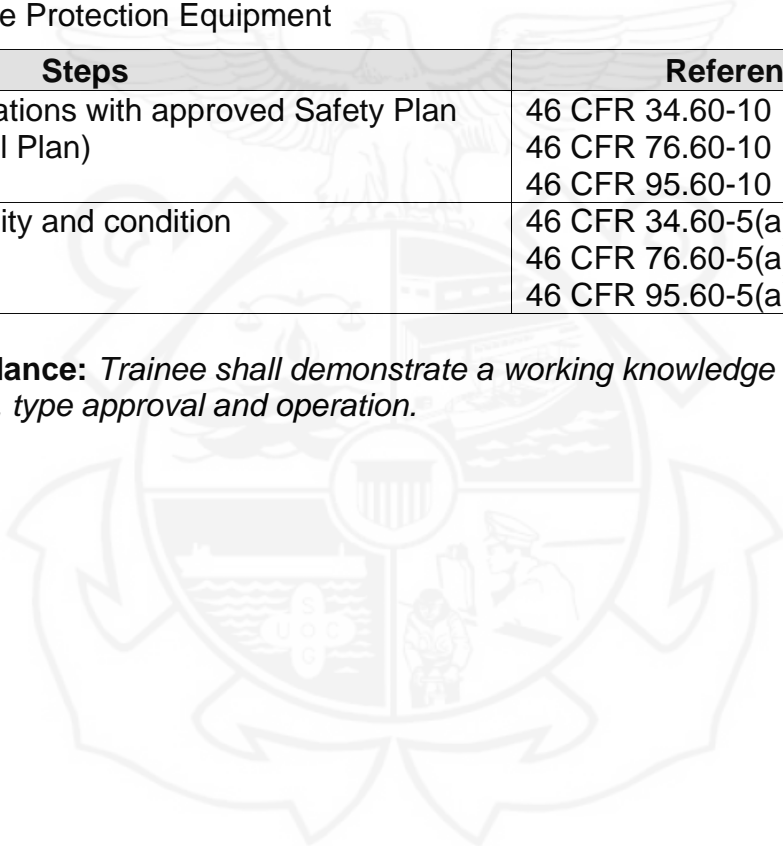 e Protection Equipment
Steps Referen
ations with approved Safety Plan 46 CFR 34.60-10
l Plan) 46 CFR 76.60-10
46 CFR 95.60-10
ity and condition 46 CFR 34.60-5(a
46 CFR 76.60-5(a
46 CFR 95.60-5(a
lance: Trainee shall demonstrate a working knowledge
, type approval and operation.
S
U O C
G